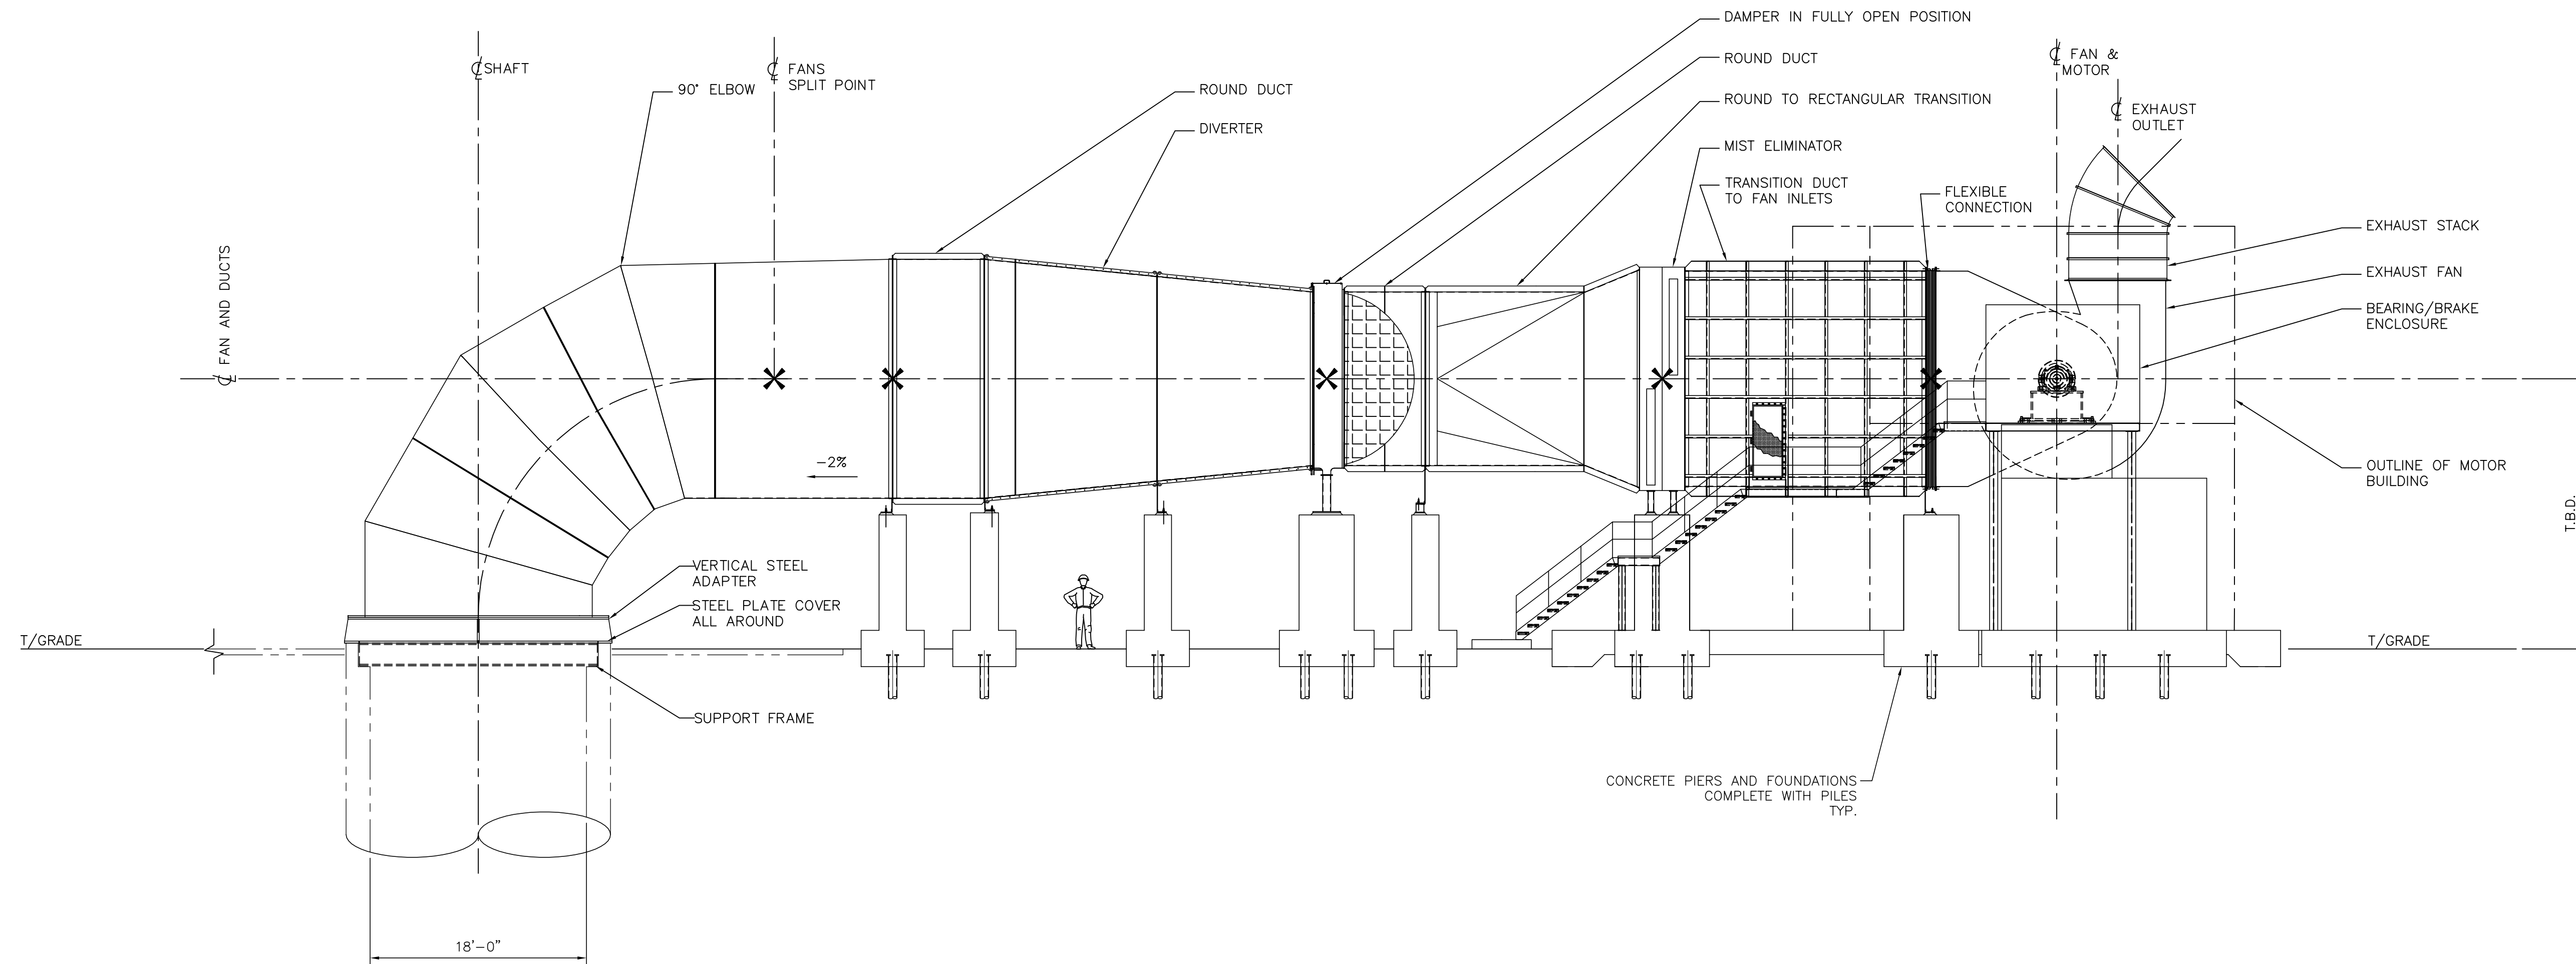 DAMPER IN FULLY OPEN POSITION
℄ SHAFT
℄ FANS
SPLIT POINT
90° ELBOW
ROUND DUCT
DIVERTER
ROUND DUCT
ROUND TO RECTANGULAR TRANSITION
MIST ELIMINATOR
TRANSITION DUCT
TO FAN INLETS
FLEXIBLE
CONNECTION
℄ FAN &
MOTOR
℄ EXHAUST
OUTLET
EXHAUST STACK
EXHAUST FAN
BEARING/BRAKE
ENCLOSURE
OUTLINE OF MOTOR
BUILDING
℄ FAN AND DUCTS
-2%
T.B.D.
VERTICAL STEEL
ADAPTER
STEEL PLATE COVER
ALL AROUND
T/GRADE
T/GRADE
SUPPORT FRAME
CONCRETE PIERS AND FOUNDATIONS
COMPLETE WITH PILES
TYP.
18'-0"